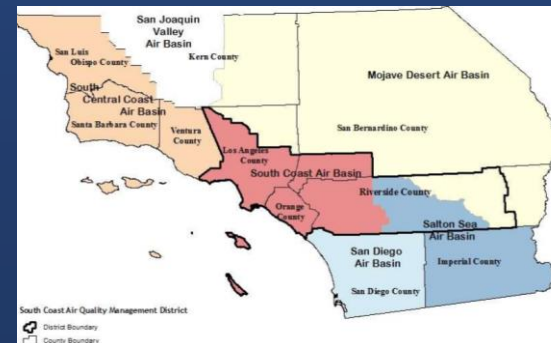 San Joaquin
Valley
Air Basin
San Luis
Obispo County
Kern County
South
Central Coast
Air Basin
Santa Barbara County
Ventura
County
Mojave Desert Air Basin
San Bernardino County
Los Angeles
County
South Coast Air Basin
Orange
County
Riverside County
Salton Sea
Air Basin
Imperial County
San Diego
Air Basin
San Diego County
South Coast Air Quality Management District
District Boundary
County Boundary